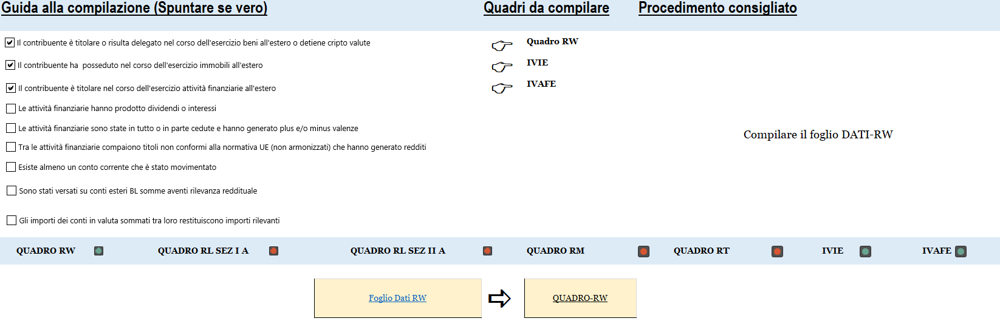 Guida alla compilazione (Spuntare se vero) Quadri da compilare Procedimento consigliato
Il contribuente è titolare o risulta delegato nel corso dell'esercizio beni all'estero o detiene cripto valute Quadro RW
Il contribuente ha  posseduto nel corso dell'esercizio immobili all'estero IVIE
Il contribuente è titolare nel corso dell'esercizio attività finanziarie all'estero IVAFE
Le attività finanziarie hanno prodotto dividendi o interessi
Le attività finanziarie sono state in tutto o in parte cedute e hanno generato plus e/o minus valenze
Compilare il foglio DATI-RW
Tra le attività finanziarie compaiono titoli non conformi alla normativa UE (non armonizzati) che hanno generato redditi
Esiste almeno un conto corrente che è stato movimentato
Sono stati versati su conti esteri BL somme aventi rilevanza reddituale
Gli importi dei conti in valuta sommati tra loro restituiscono importi rilevanti
QUADRO RW QUADRO RL SEZ I A QUADRO RL SEZ II A QUADRO RM QUADRO RT IVIE IVAFE
Foglio Dati RW QUADRO-RW